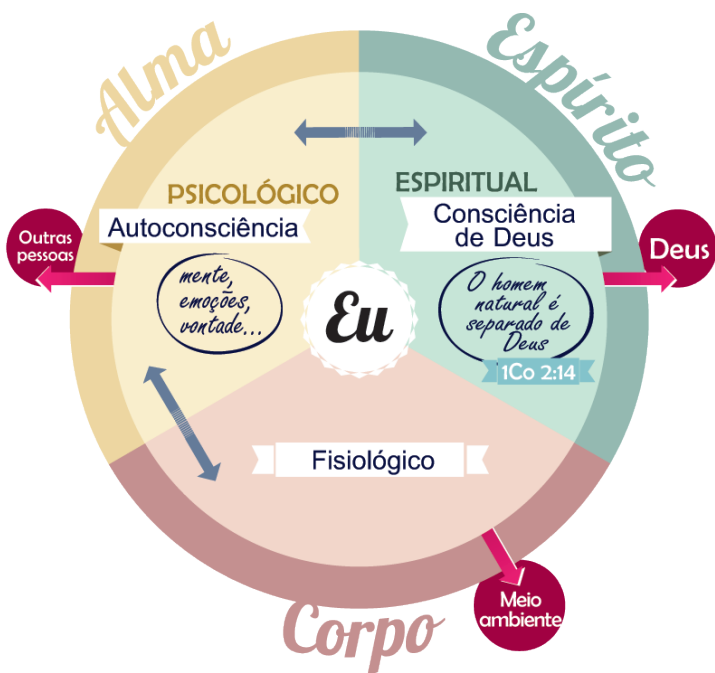 Alma
Espírito
PSICOLÓGICO
Autoconsciência
mente,
emoções,
vontade...
Outras
pessoas
ESPIRITUAL
Consciência
de Deus
O homem
natural é
separado de
Deus
1Co 2:14
Deus
Eu
Fisiológico
Corpo
Meio
ambiente